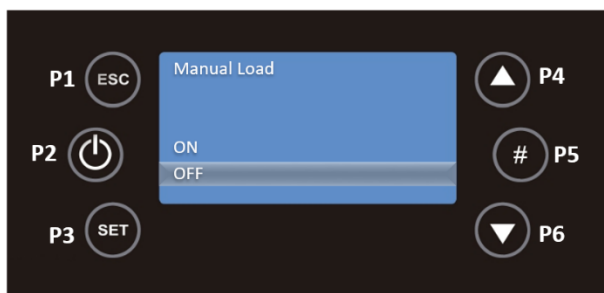 P1 ESC
Manual Load
P4
P2
ON
# P5
OFF
P3 SET
P6